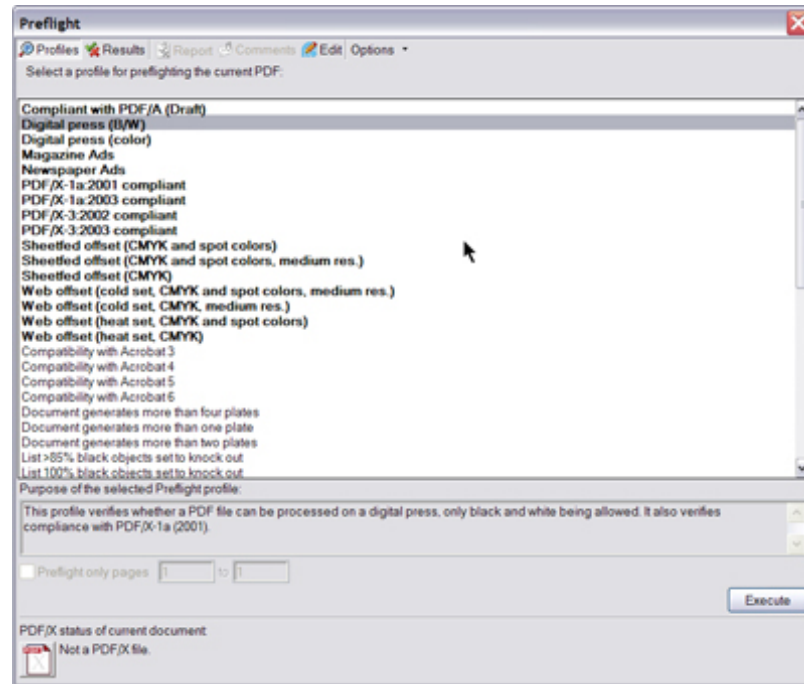 Preflight
Profiles Results Report Comments Edit Options
Select a profile for preflighting the current PDF:
Compliant with PDF/A (Draft)
Digital press (B/W)
Digital press (color)
Magazine Ads
Newspaper Ads
PDF/X-1a:2001 compliant
PDF/X-1a:2003 compliant
PDF/X-3:2002 compliant
PDF/X-3:2003 compliant
Sheetfed offset (CMYK and spot colors)
Sheetfed offset (CMYK and spot colors, medium res.)
Sheetfed offset (CMYK)
Web offset (cold set, CMYK and spot colors, medium res.)
Web offset (cold set, CMYK, medium res.)
Web offset (heat set, CMYK and spot colors)
Web offset (heat set, CMYK)
Compatibility with Acrobat 3
Compatibility with Acrobat 4
Compatibility with Acrobat 5
Compatibility with Acrobat 6
Document generates more than four plates
Document generates more than one plate
Document generates more than two plates
List >85% black objects set to knock out
List 100% black objects set to knock out
Purpose of the selected Preflight profile:
This profile verifies whether a PDF file can be processed on a digital press, only black and white being allowed. It also verifies
compliance with PDF/X-1a (2001).
Preflight only pages 1 to 1
Execute
PDF/X status of current document:
Not a PDF/X file.